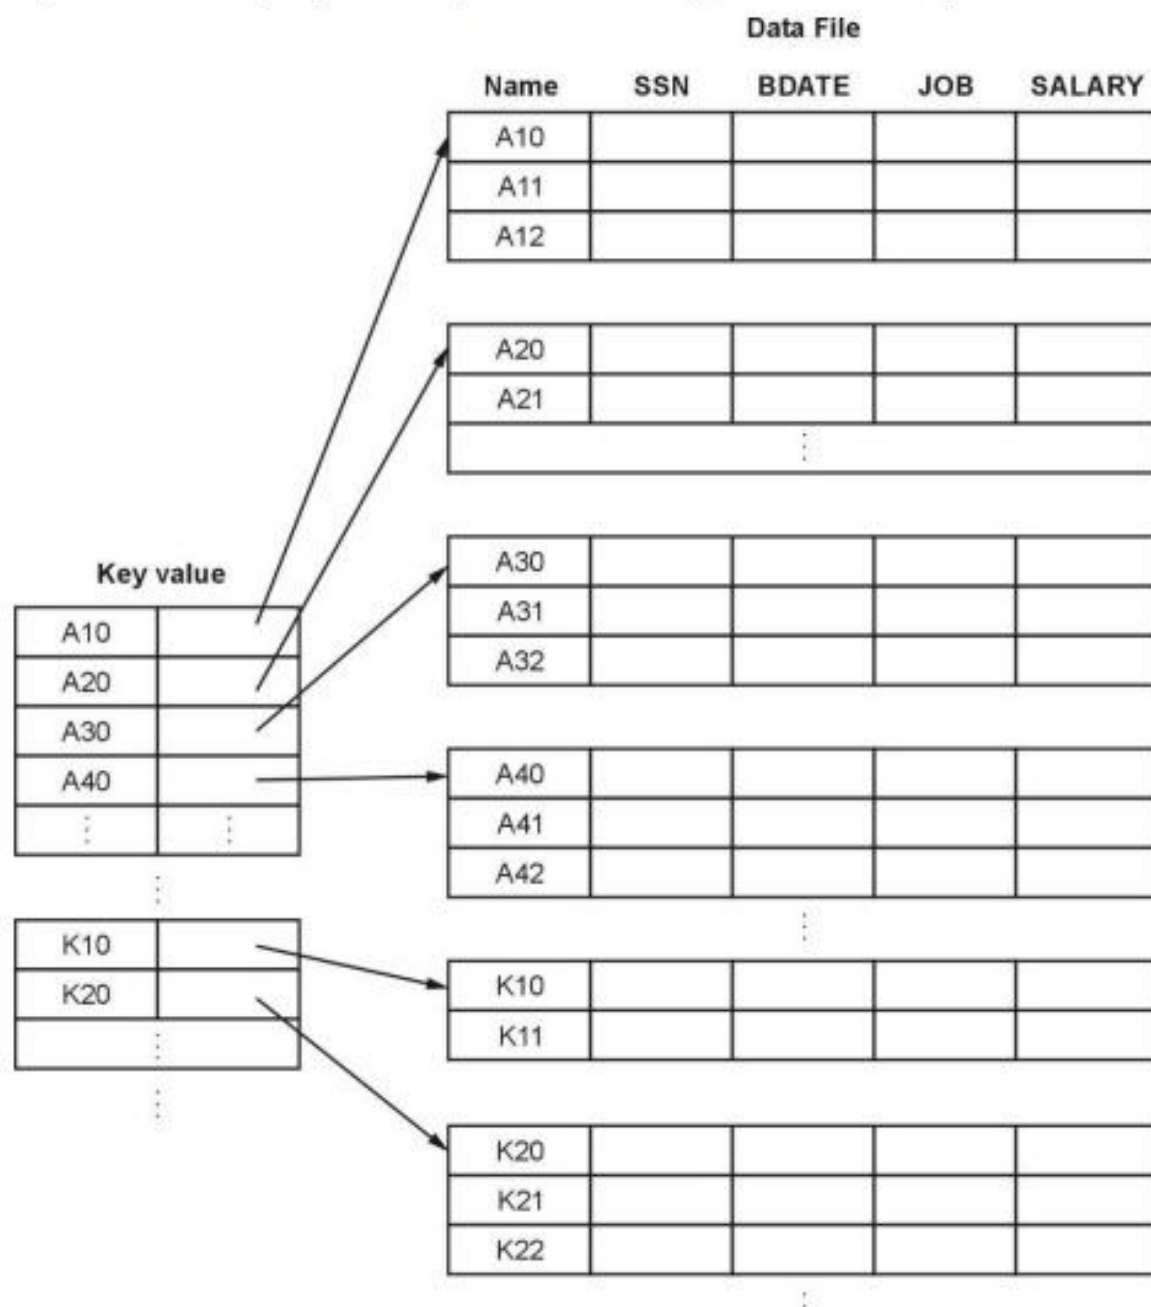 Data File
Name SSN BDATE JOB SALARY
A10
A11
A12
A20
A21
A30
A31
A32
Key value
A10
A20
A30
A40
A40
A41
A42
K10
K20
K10
K11
K20
K21
K22